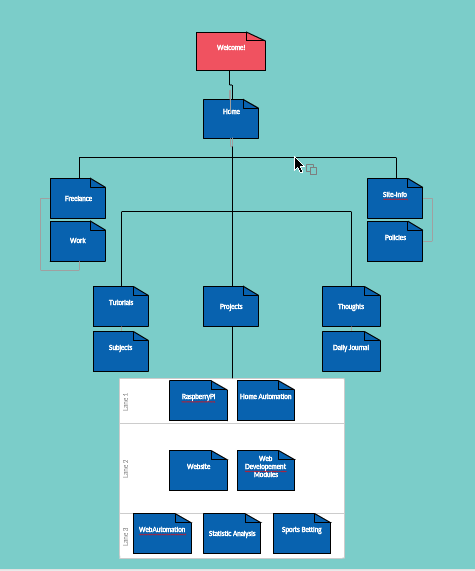 Welcome!
Home
Freelance
Site-Info
Work
Policies
Tutorials
Projects
Thoughts
Subjects
Daily Journal
Lane 1
RaspberryPI
Home Automation
Lane 2
Website
Web
Developement
Modules
Lane 3
WebAutomation
Statistic Analysis
Sports Betting